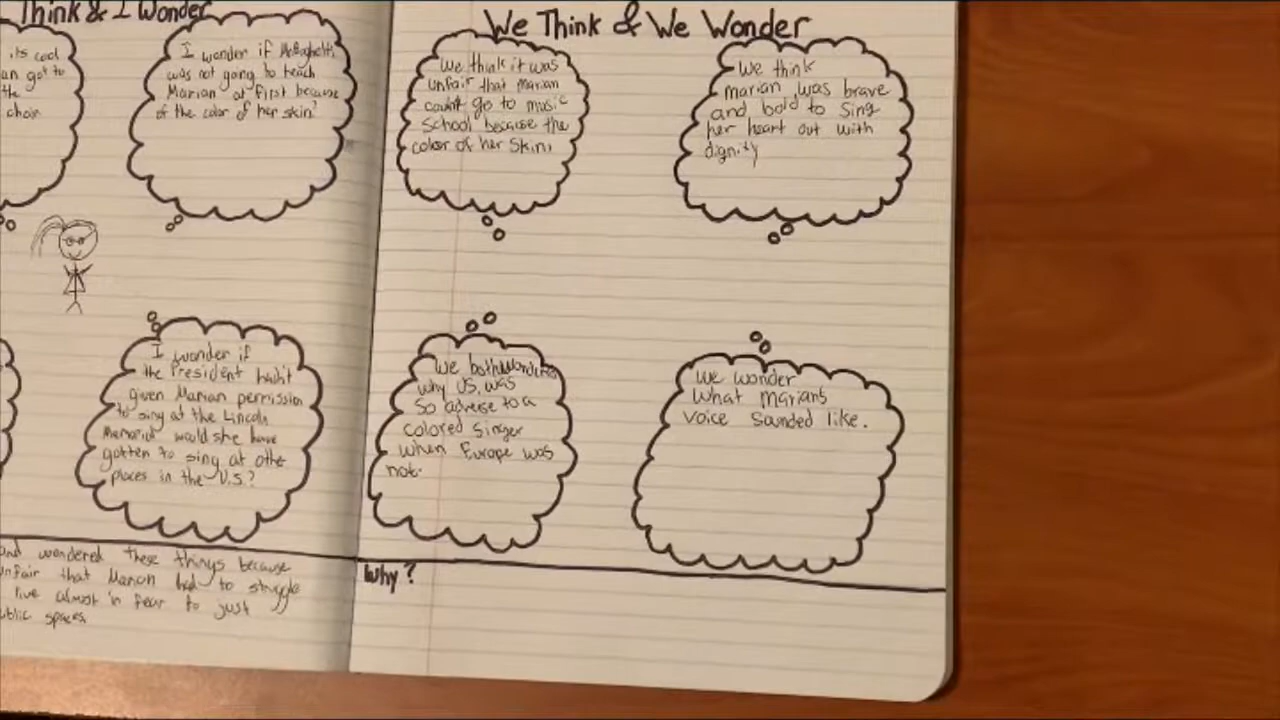 Think & I Wonder
its cool
an got to
the
chair
I wonder if
was not going to teach
Marian at first because
of the color of her skin?
I wonder if
the President hadn't
given Marian permission
to sing at the Lincoln
Memorial would she have
gotten to sing at othe
places in the U.S.?
and wondered these things because
unfair that Marian had to struggle
live almost in fear to just
ublic spaces
We Think & We Wonder
We think it was
unfair that Marian
could't go to music
School because the
color of her skin.
We think
marian was brave
and bold to sing
her heart out with
dignity
We both wondered
why US. was
so adverse to a
colored singer
when Europe was
not.
We wonder
what Marians
voice sounded like.
Why?